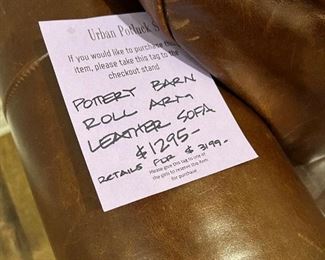 Urban Potluck S
If you would like to purchase this
item, please take this tag to the
checkout stand
POTTERY BARN
ROLL ARM
LEATHER SOFA
$1295-
RETAILS FOR $3199-
Please give this tag to one of
the girls to reserve this item
for purchase